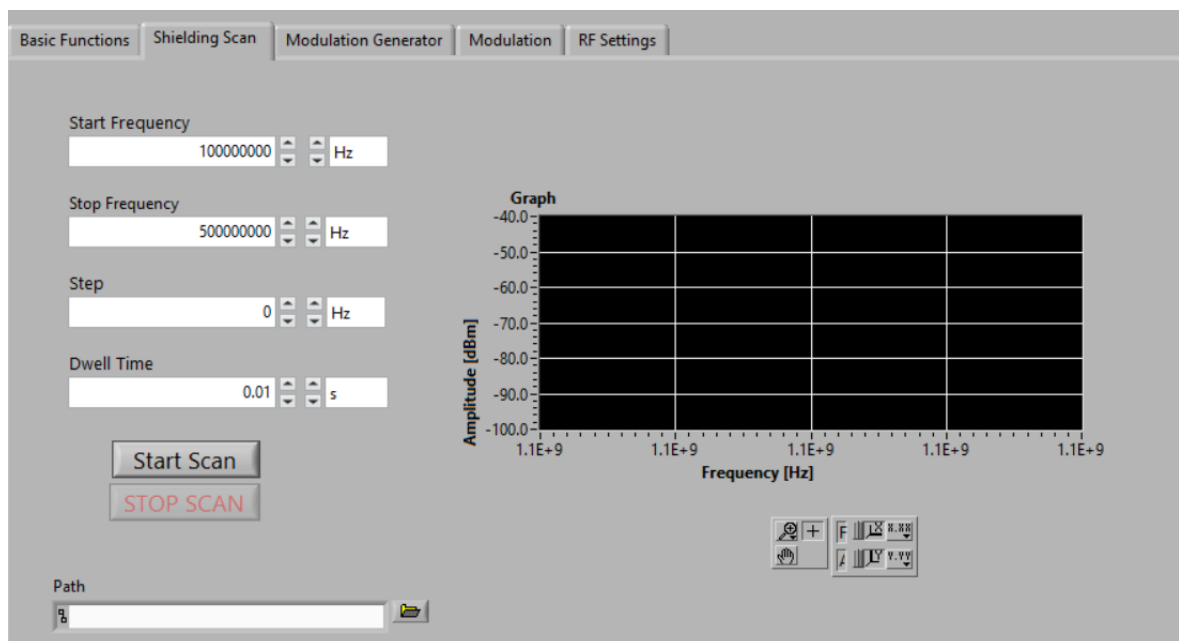 Basic Functions
Shielding Scan
Modulation Generator
Modulation
RF Settings
Start Frequency
100000000
Hz
Stop Frequency
500000000
Hz
Step
0
Hz
Dwell Time
0.01
s
Start Scan
STOP SCAN
Path
Graph
Amplitude [dBm]
-40.0
-50.0
-60.0
-70.0
-80.0
-90.0
-100.0
1.1E+9 1.1E+9 1.1E+9 1.1E+9 1.1E+9
Frequency [Hz]
F X X.XX
Y Y.YY